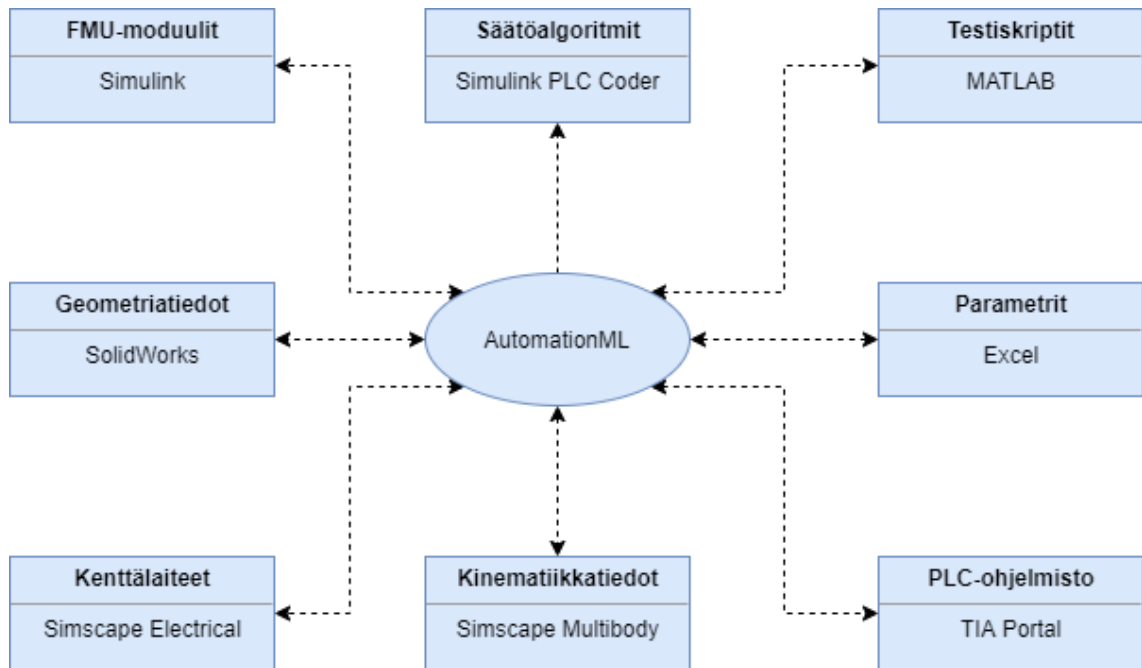 FMU-moduulit
Simulink
Säätöalgoritmit
Simulink PLC Coder
Testiskriptit
MATLAB
Geometriatiedot
SolidWorks
AutomationML
Parametrit
Excel
Kenttälaiteet
Simscape Electrical
Kinematiikkatiedot
Simscape Multibody
PLC-ohjelmisto
TIA Portal